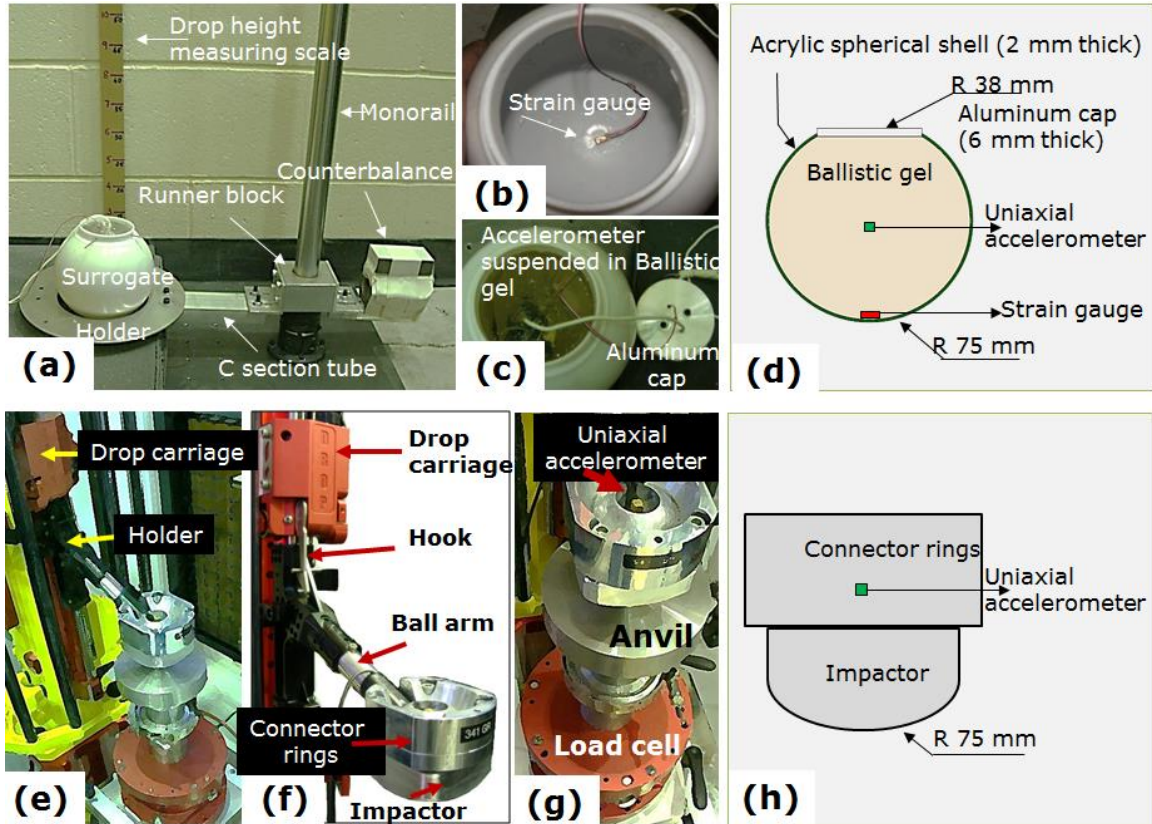 Drop height
measuring scale
Monorail
Counterbalance
Runner block
Surrogate
Holder
C section tube
(a)
Strain gauge
(b)
Accelerometer
suspended in Ballistic
gel
Aluminum
cap
(c)
Acrylic spherical shell (2 mm thick)
R 38 mm
Aluminum cap
(6 mm thick)
Ballistic gel
Uniaxial
accelerometer
Strain gauge
R 75 mm
(d)
Drop carriage
Holder
(e)
Drop
carriage
Hook
Ball arm
Connector
rings
341 GR
Impactor
(f)
Uniaxial
accelerometer
Anvil
Load cell
(g)
Connector rings
Uniaxial
accelerometer
Impactor
R 75 mm
(h)